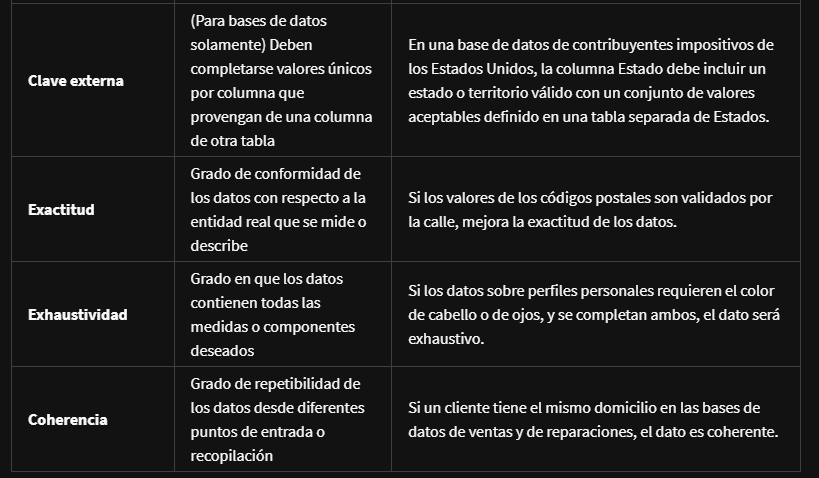 Clave externa
(Para bases de datos
solamente) Deben
completarse valores únicos
por columna que
provengan de una columna
de otra tabla
En una base de datos de contribuyentes impositivos de
los Estados Unidos, la columna Estado debe incluir un
estado o territorio válido con un conjunto de valores
aceptables definido en una tabla separada de Estados.
Exactitud
Grado de conformidad de
los datos con respecto a la
entidad real que se mide o
describe
Si los valores de los códigos postales son validados por
la calle, mejora la exactitud de los datos.
Exhaustividad
Grado en que los datos
contienen todas las
medidas o componentes
deseados
Si los datos sobre perfiles personales requieren el color
de cabello o de ojos, y se completan ambos, el dato será
exhaustivo.
Coherencia
Grado de repetibilidad de
los datos desde diferentes
puntos de entrada o
recopilación
Si un cliente tiene el mismo domicilio en las bases de
datos de ventas y de reparaciones, el dato es coherente.